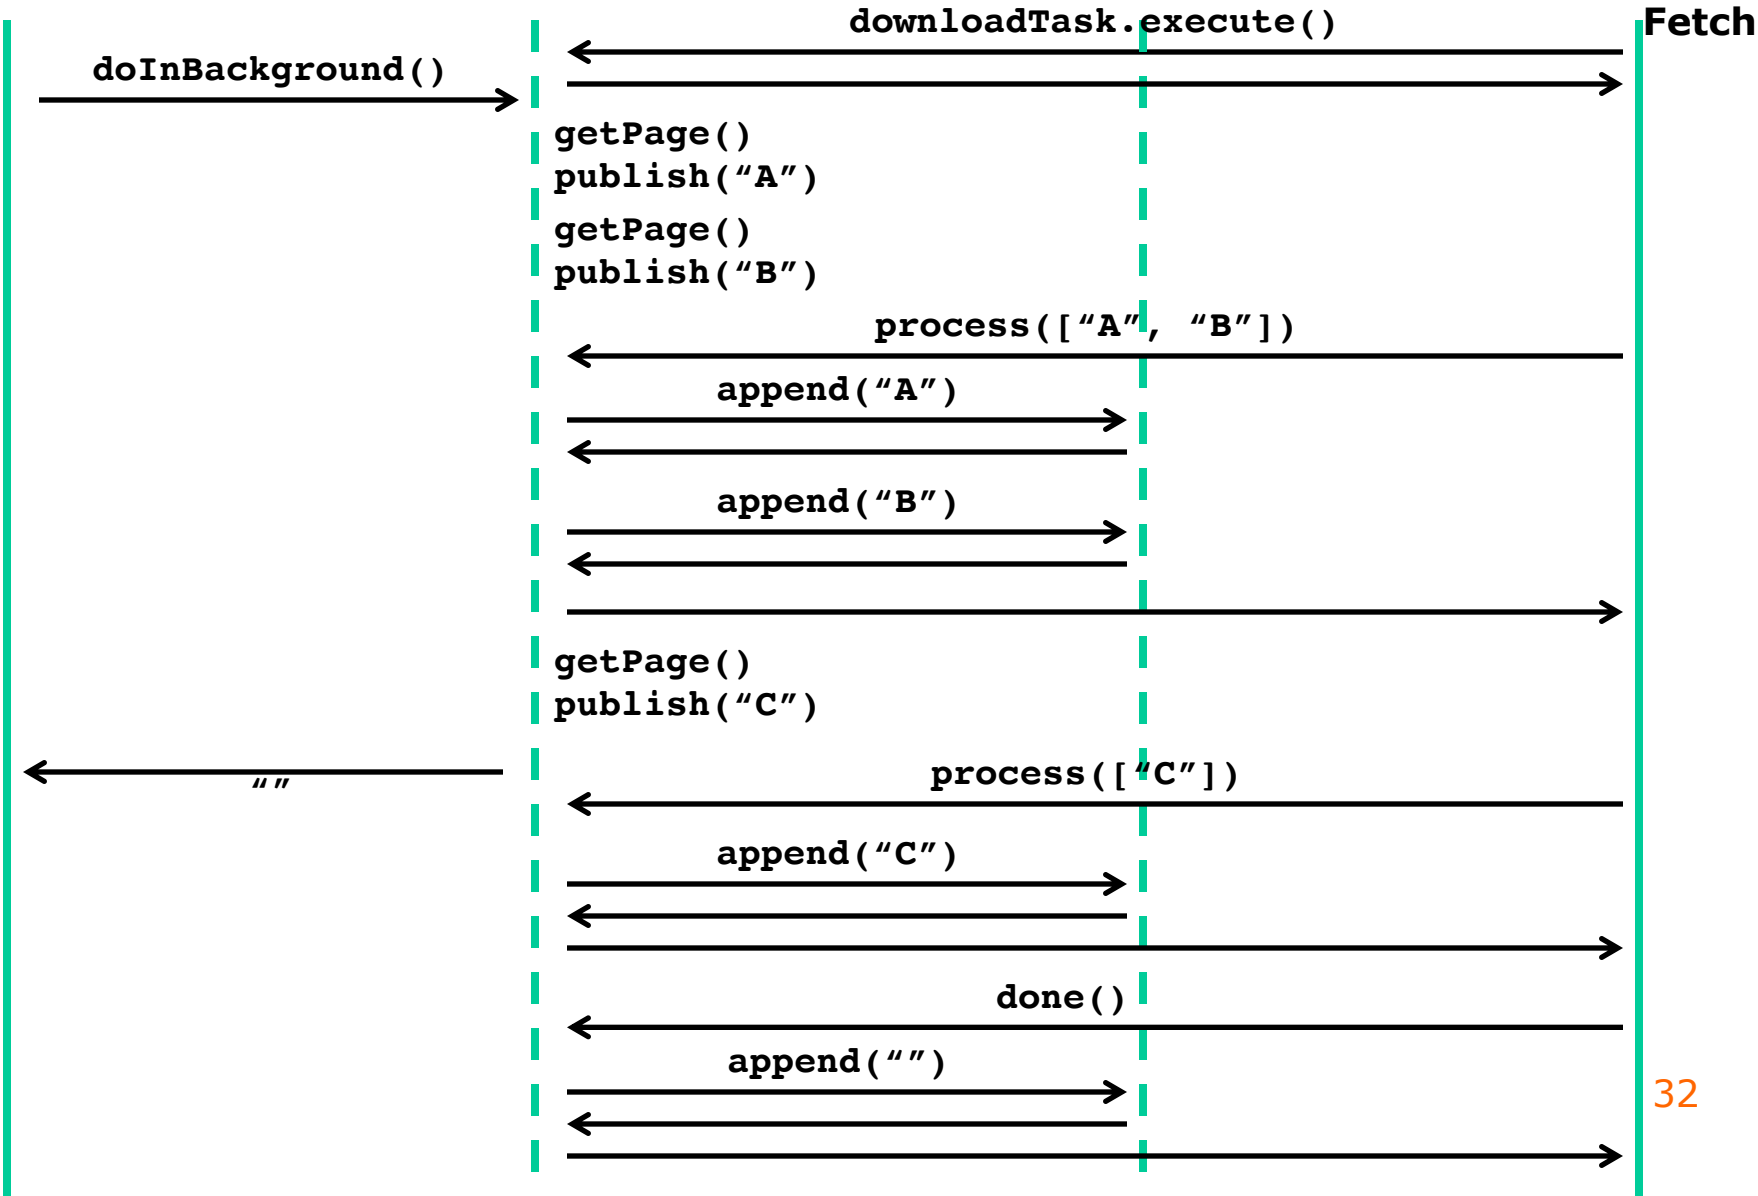 downloadTask.execute()
Fetch
doInBackground()
getPage()
publish(“A”)
getPage()
publish(“B”)
process([“A”, “B”])
append(“A”)
append(“B”)
getPage()
publish(“C”)
“”
process([“C”])
append(“C”)
done()
append(“”)
32